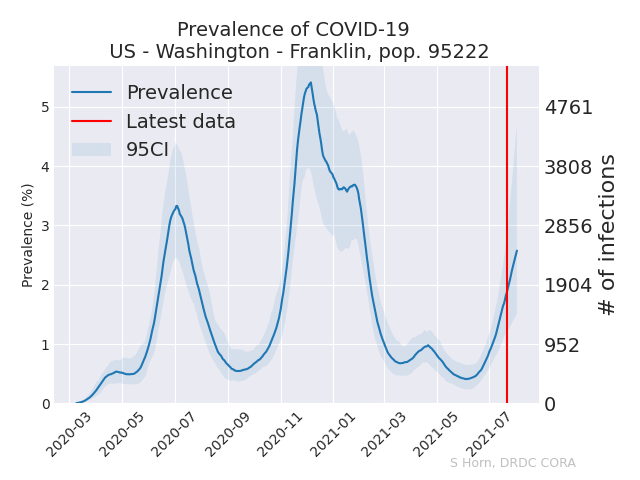 Prevalence of COVID-19
US - Washington - Franklin, pop. 95222
Prevalence
Latest data
95CI
Prevalence (%)
5
4
3
2
1
0
4761
3808
2856
1904
952
0
# of infections
2020-03
2020-05
2020-07
2020-09
2020-11
2021-01
2021-03
2021-05
2021-07
S Horn, DRDC CORA